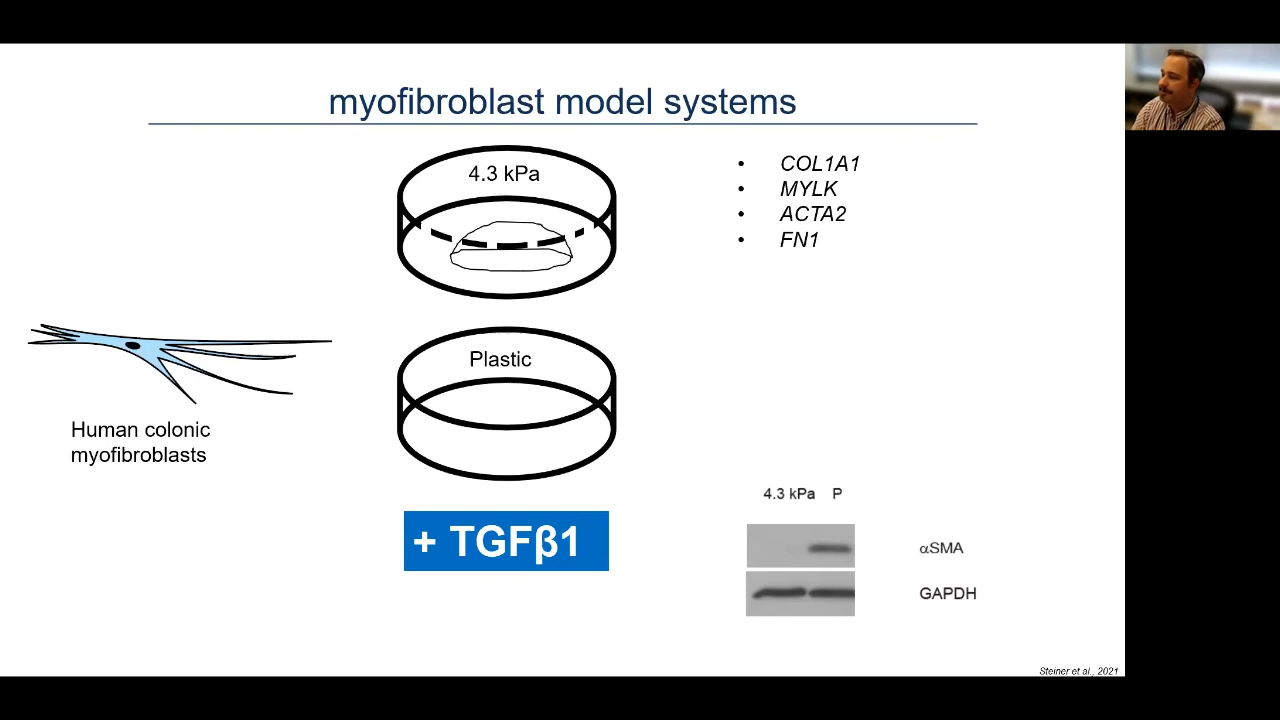 myofibroblast model systems
4.3 kPa
• COL1A1
• MYLK
• ACTA2
• FN1
Plastic
Human colonic
myofibroblasts
+ TGFβ1
4.3 kPa P
αSMA
GAPDH
Steiner et al., 2021